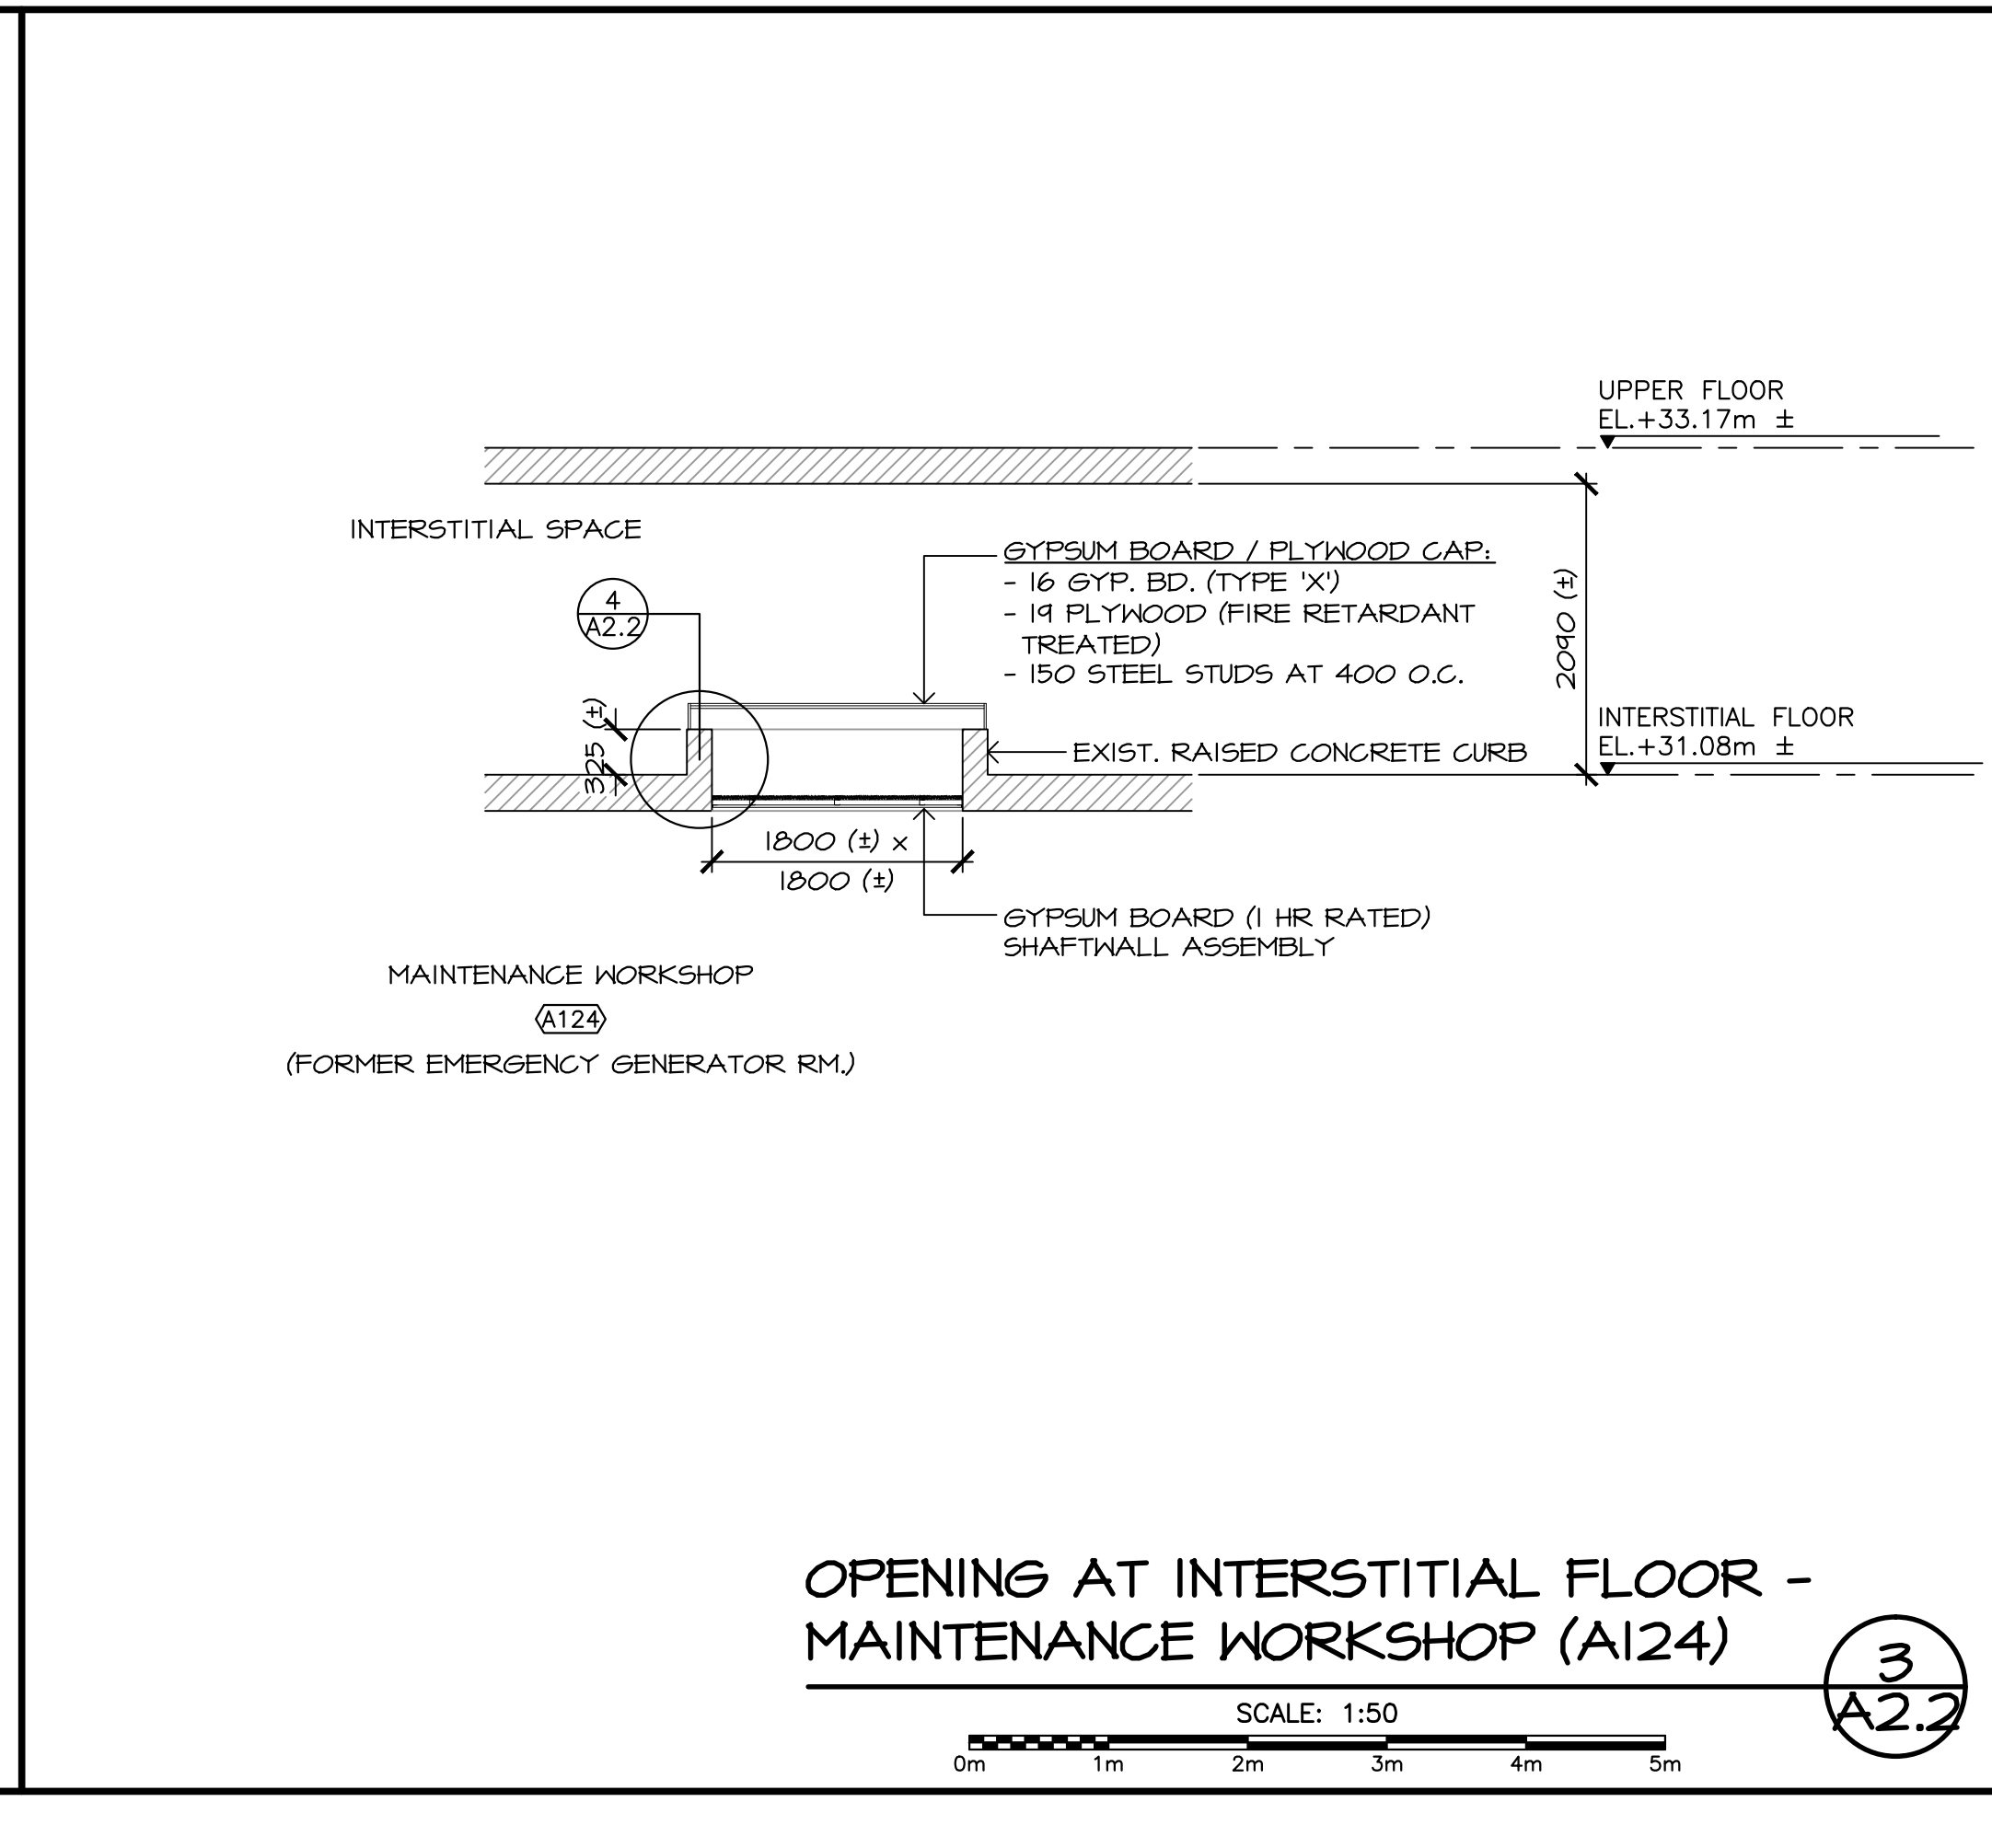 UPPER FLOOR
EL.+33.17m ±
INTERSTITIAL SPACE
GYPSUM BOARD / PLYWOOD CAP:
- 16 GYP. BD. (TYPE 'X')
- 19 PLYWOOD (FIRE RETARDANT
TREATED)
- 150 STEEL STUDS AT 400 O.C.
4
A2.2
2090 (±)
325 (±)
INTERSTITIAL FLOOR
EL.+31.08m ±
EXIST. RAISED CONCRETE CURB
1800 (±) x
1800 (±)
GYPSUM BOARD (1 HR RATED)
SHAFTWALL ASSEMBLY
MAINTENANCE WORKSHOP
A124
(FORMER EMERGENCY GENERATOR RM.)
OPENING AT INTERSTITIAL FLOOR -
MAINTENANCE WORKSHOP (A124)
3
A2.2
SCALE: 1:50
0m 1m 2m 3m 4m 5m